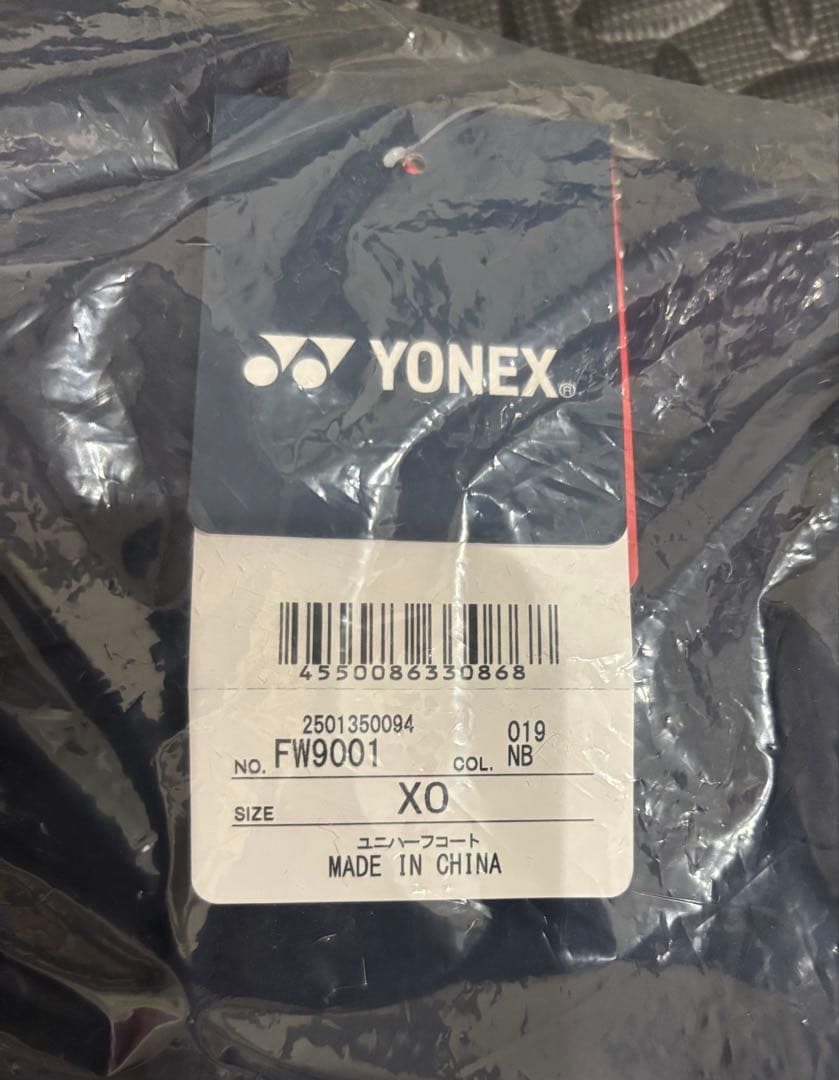 YONEX®
4550086330868
2501350094 019
NO. FW9001 COL. NB
SIZE XO
ユニハーフコート
MADE IN CHINA